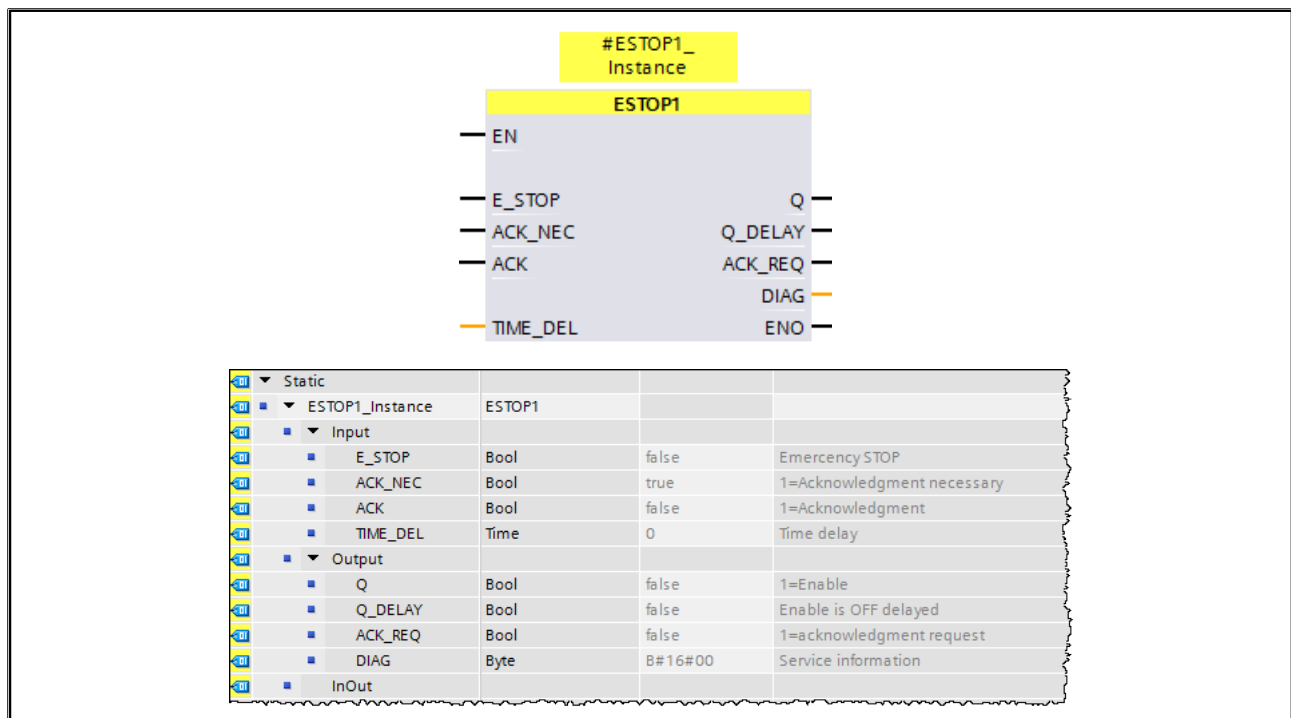 #ESTOP1_
Instance
ESTOP1
EN
E_STOP Q
ACK_NEC Q_DELAY
ACK ACK_REQ
DIAG
TIME_DEL ENO
Static
ESTOP1_Instance ESTOP1
Input
E_STOP Bool false Emercency STOP
ACK_NEC Bool true 1=Acknowledgment necessary
ACK Bool false 1=Acknowledgment
TIME_DEL Time 0 Time delay
Output
Q Bool false 1=Enable
Q_DELAY Bool false Enable is OFF delayed
ACK_REQ Bool false 1=acknowledgment request
DIAG Byte B#16#00 Service information
InOut